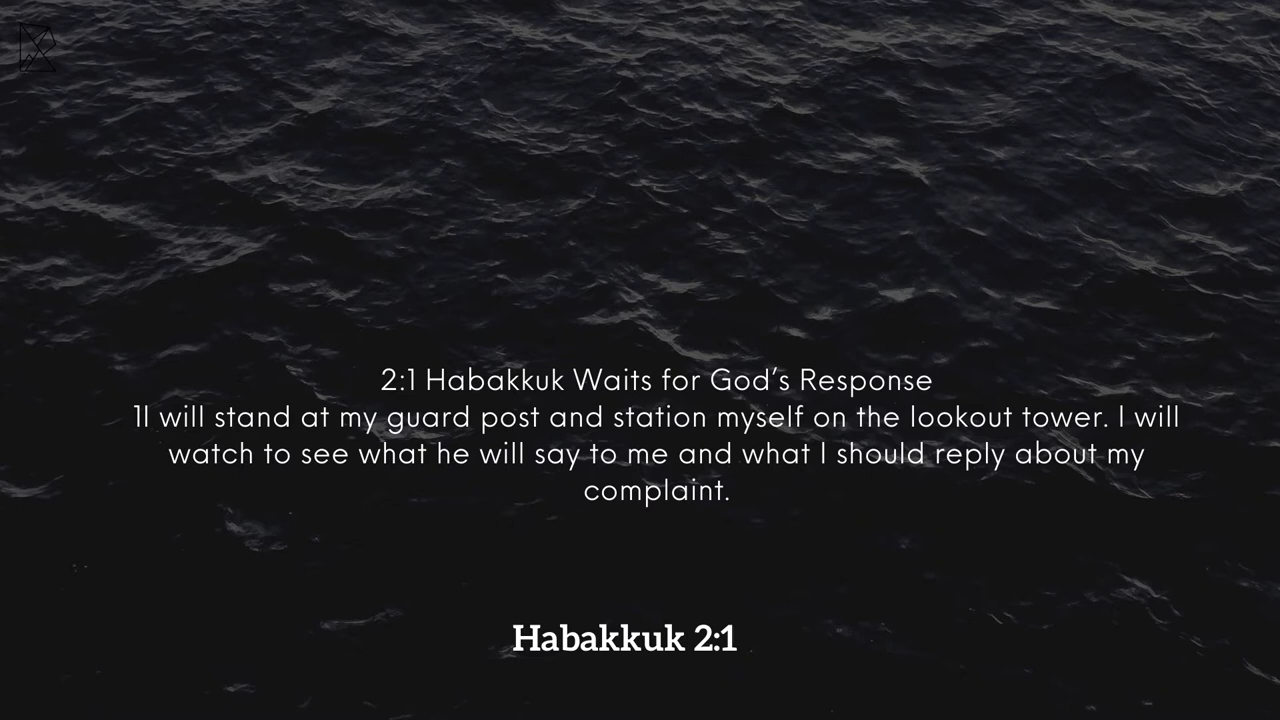 2:1 Habakkuk Waits for God's Response
1I will stand at my guard post and station myself on the lookout tower. I will
watch to see what he will say to me and what I should reply about my
complaint.
Habakkuk 2:1